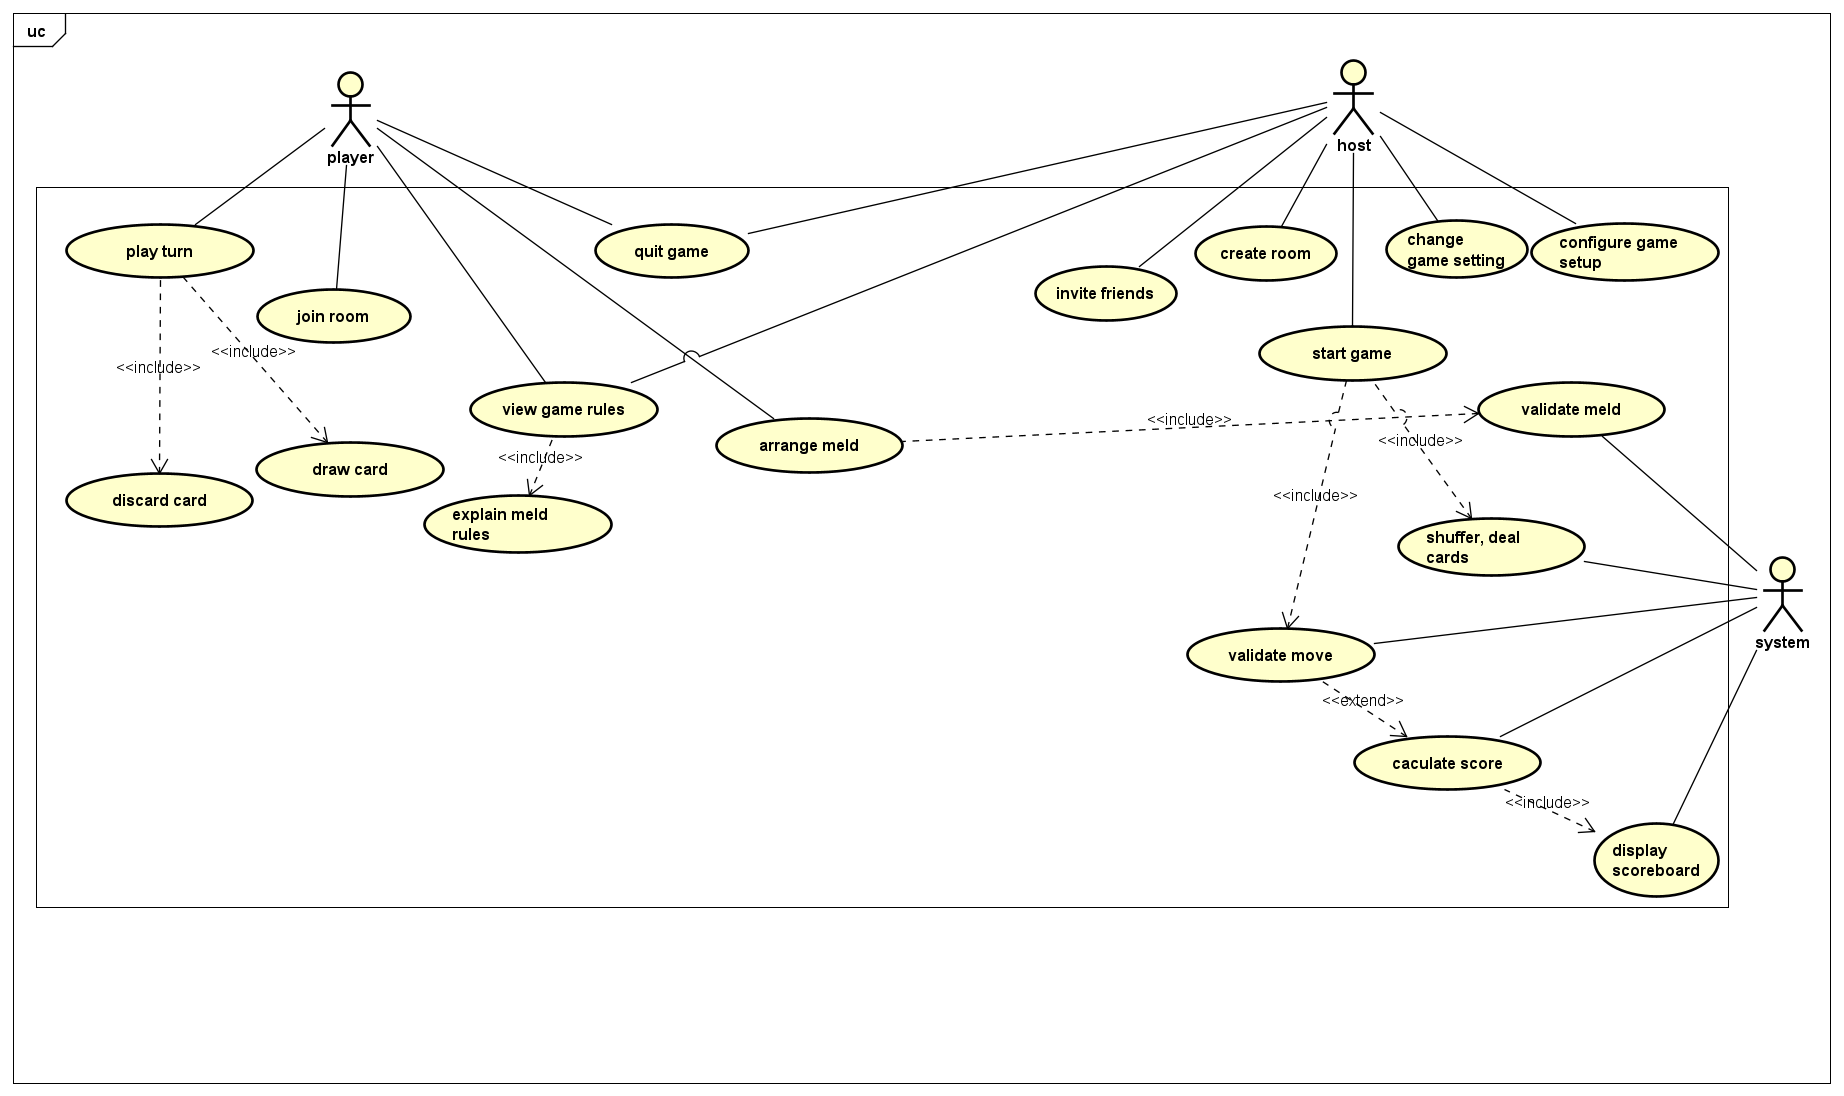 uc
player
host
play turn
quit game
create room
change
game setting
configure game
setup
invite friends
join room
start game
<<include>>
<<include>>
view game rules
validate meld
<<include>>
arrange meld
<<include>>
<<include>>
draw card
discard card
explain meld
rules
<<include>>
shuffer, deal
cards
system
validate move
<<extend>>
caculate score
<<include>>
display
scoreboard